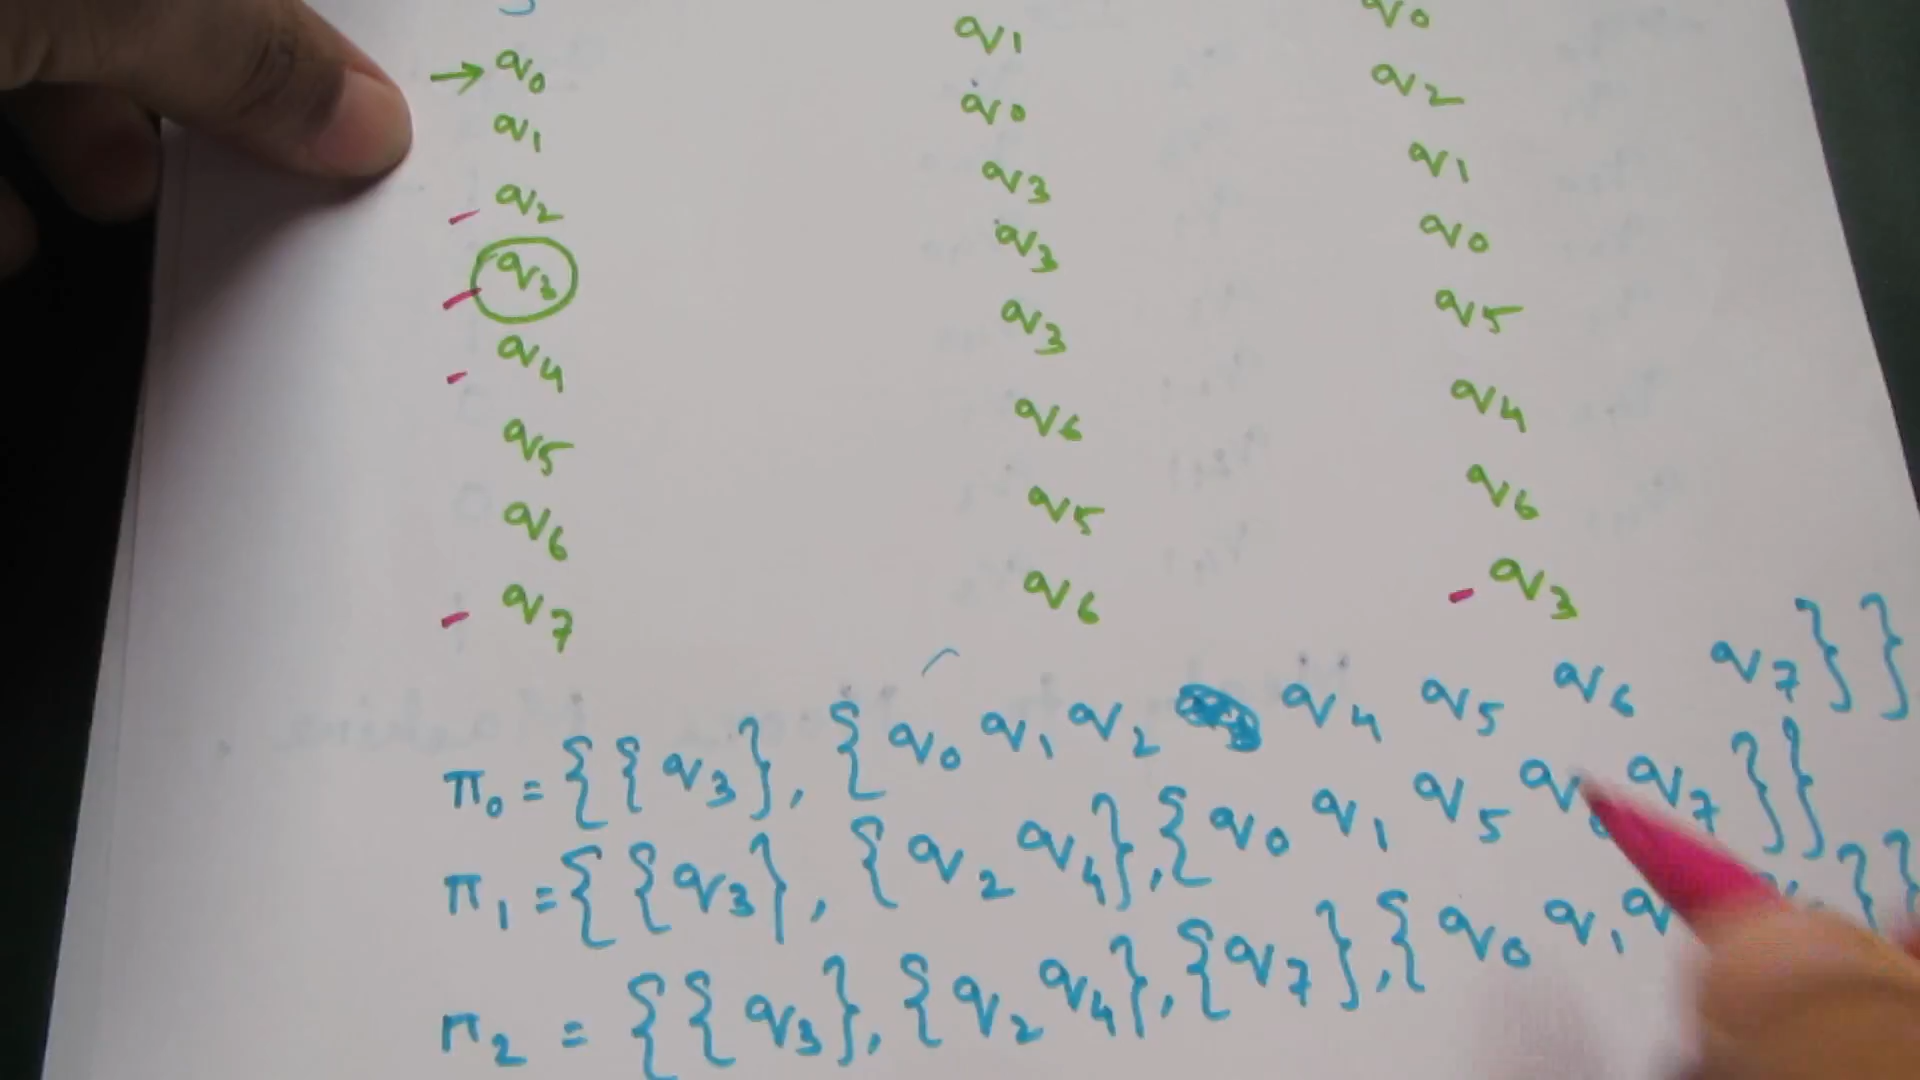 → q0 q1 q0
q1 q0 q2
q2 q3 q1
q3 q3 q0
q4 q3 q5
q5 q6 q4
q6 q5 q6
q7 q6 - q3
π0 = {{q3}, {q0 q1 q2 q4 q5 q6 q7}}
π1 = {{q3}, {q2 q4}, {q0 q1 q5 q7}}
π2 = {{q3}, {q2 q4}, {q7}, {q0 q1 }}